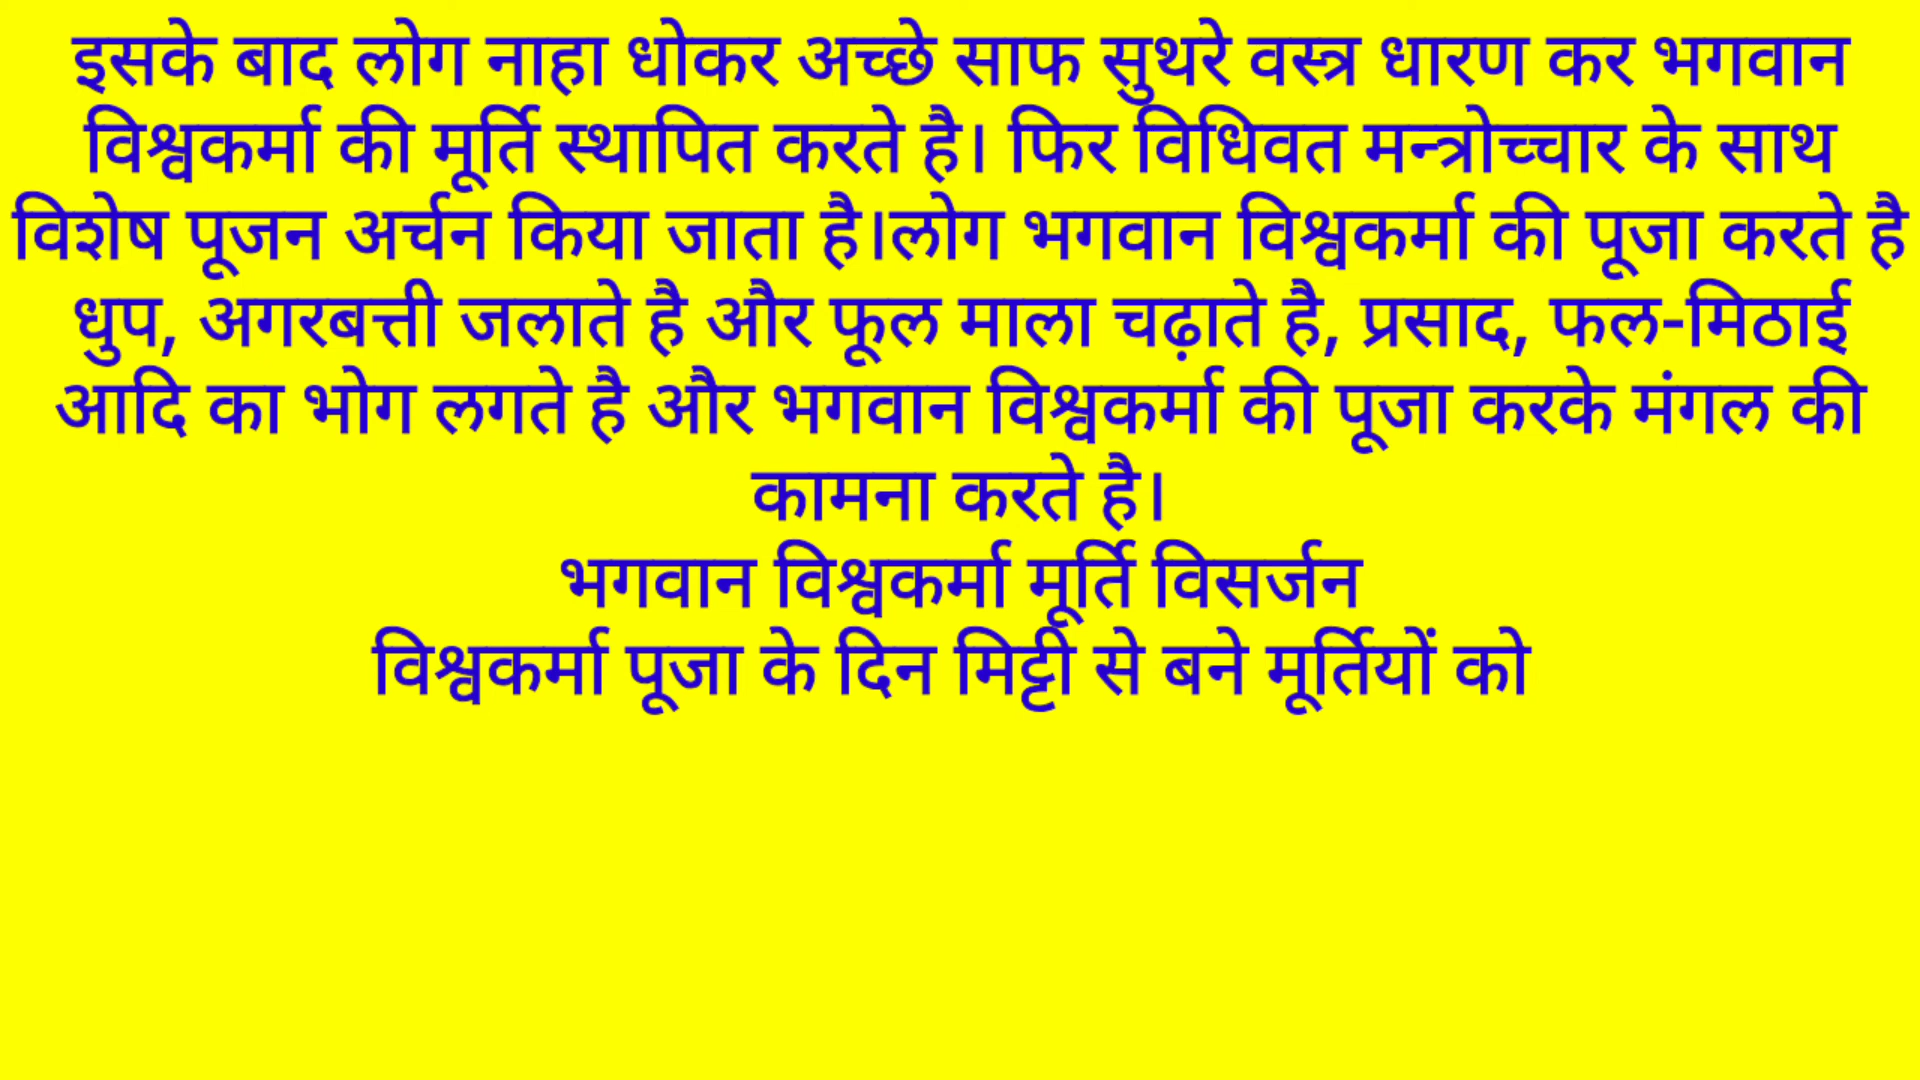 इसके बाद लोग नाहा धोकर अच्छे साफ सुथरे वस्त्र धारण कर भगवान
विश्वकर्मा की मूर्ति स्थापित करते है। फिर विधिवत मन्त्रोच्चार के साथ
विशेष पूजन अर्चन किया जाता है।लोग भगवान विश्वकर्मा की पूजा करते है
धुप, अगरबत्ती जलाते है और फूल माला चढ़ाते है, प्रसाद, फल-मिठाई
आदि का भोग लगते है और भगवान विश्वकर्मा की पूजा करके मंगल की
कामना करते है।
भगवान विश्वकर्मा मूर्ति विसर्जन
विश्वकर्मा पूजा के दिन मिट्टी से बने मूर्तियों को